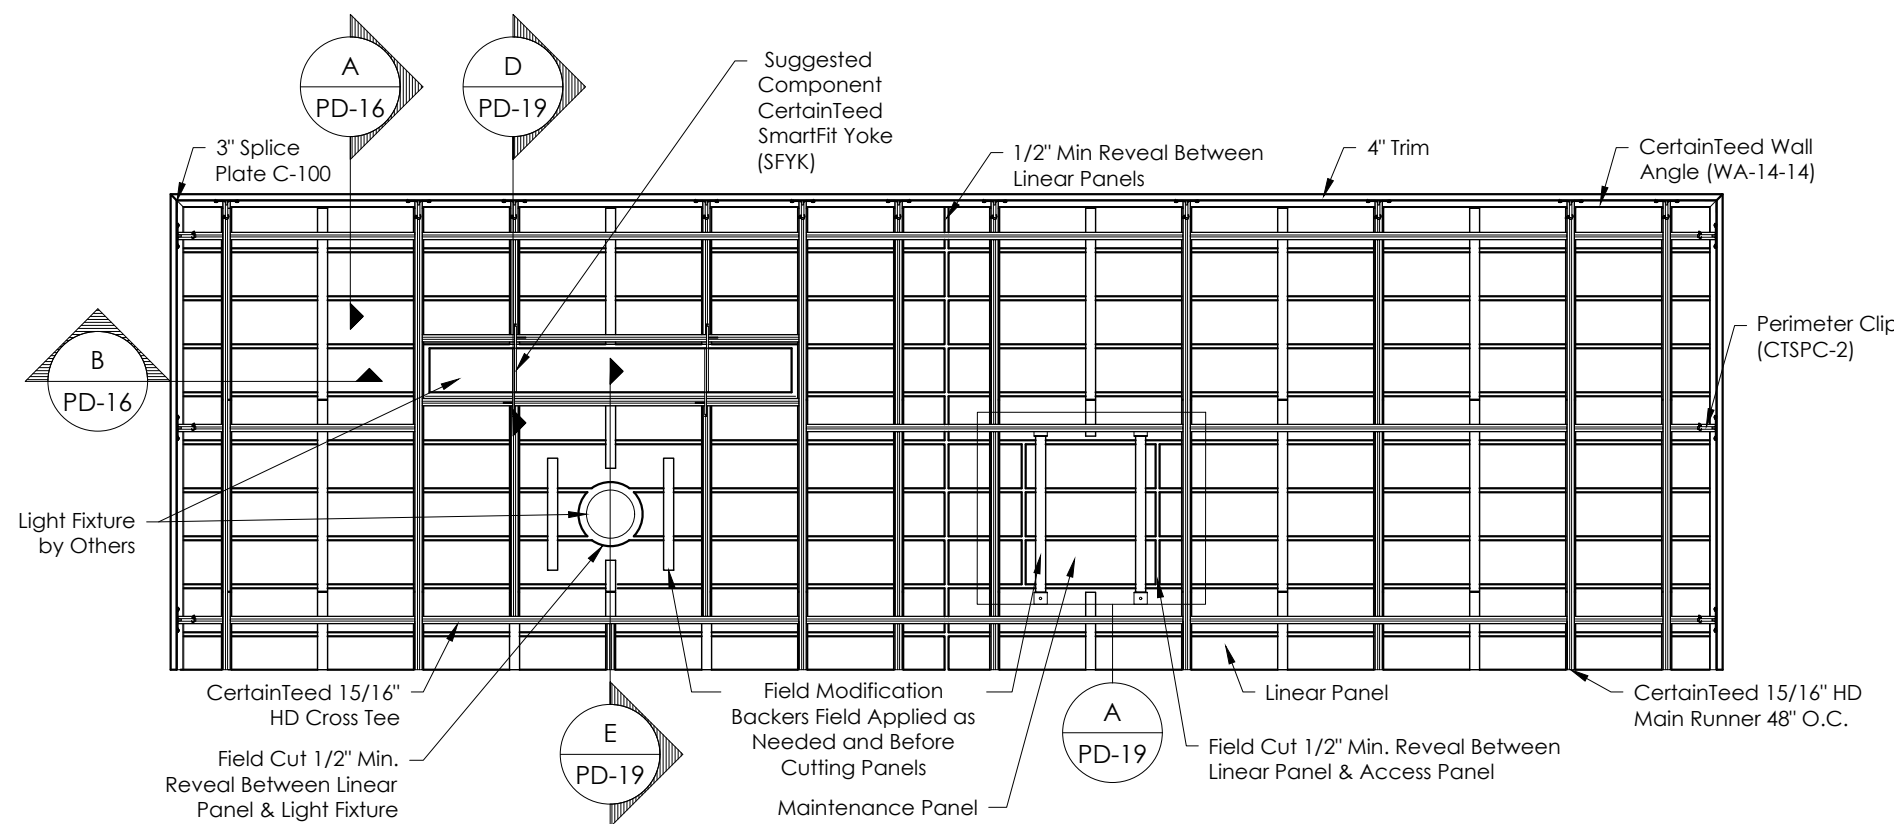 A
PD-16
D
PD-19
Suggested
Component
CertainTeed
SmartFit Yoke
(SFYK)
3" Splice
Plate C-100
1/2" Min Reveal Between
Linear Panels
4" Trim
CertainTeed Wall
Angle (WA-14-14)
B
PD-16
Perimeter Clip
(CTSPC-2)
Light Fixture
by Others
CertainTeed 15/16"
HD Cross Tee
Field Cut 1/2" Min.
Reveal Between Linear
Panel & Light Fixture
E
PD-19
Field Modification
Backers Field Applied as
Needed and Before
Cutting Panels
Maintenance Panel
A
PD-19
Linear Panel
Field Cut 1/2" Min. Reveal Between
Linear Panel & Access Panel
CertainTeed 15/16" HD
Main Runner 48" O.C.